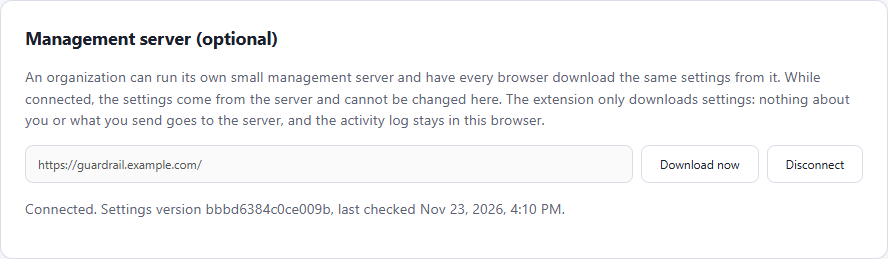 Management server (optional)
An organization can run its own small management server and have every browser download the same settings from it. While
connected, the settings come from the server and cannot be changed here. The extension only downloads settings: nothing about
you or what you send goes to the server, and the activity log stays in this browser.
https://guardrail.example.com/
Download now
Disconnect
Connected. Settings version bbbd6384c0ce009b, last checked Nov 23, 2026, 4:10 PM.